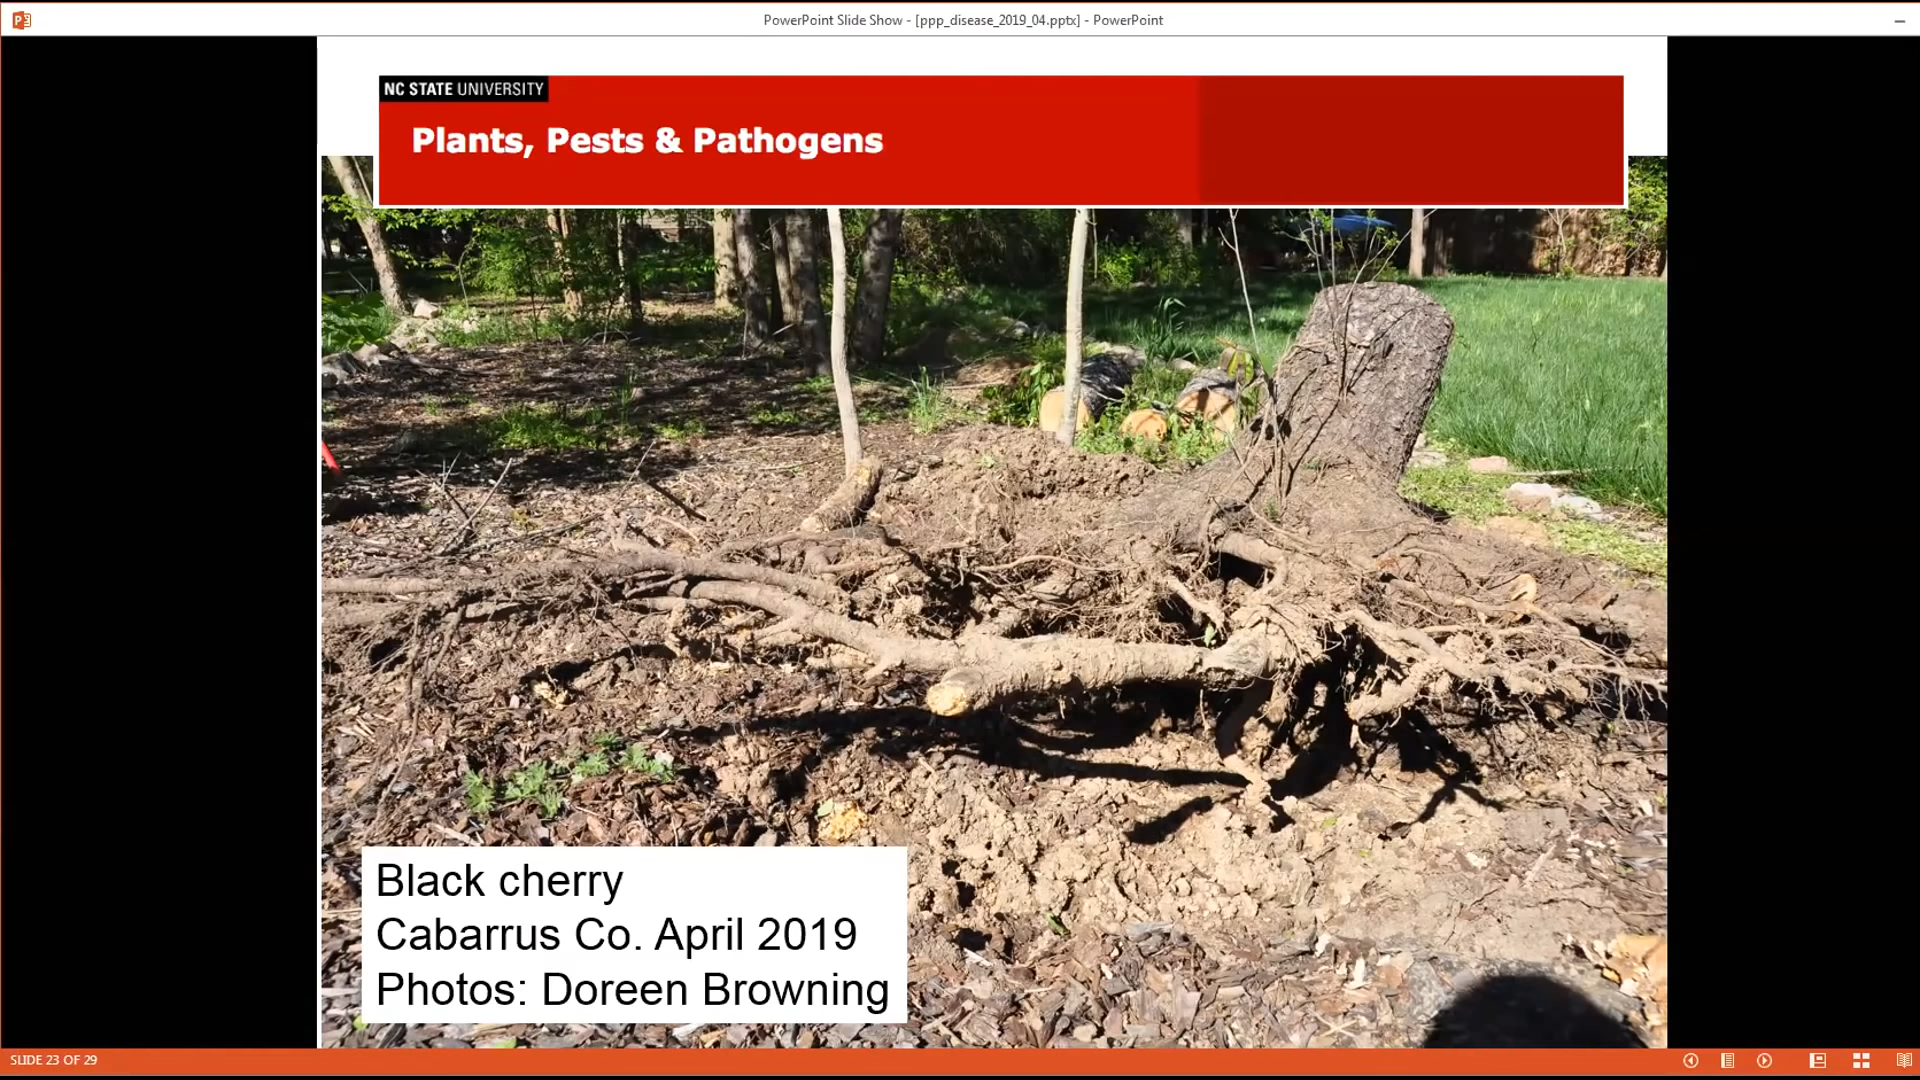 PowerPoint Slide Show - [ppp_disease_2019_04.pptx] - PowerPoint
NC STATE UNIVERSITY
Plants, Pests & Pathogens
Black cherry
Cabarrus Co. April 2019
Photos: Doreen Browning
SLIDE 23 OF 29